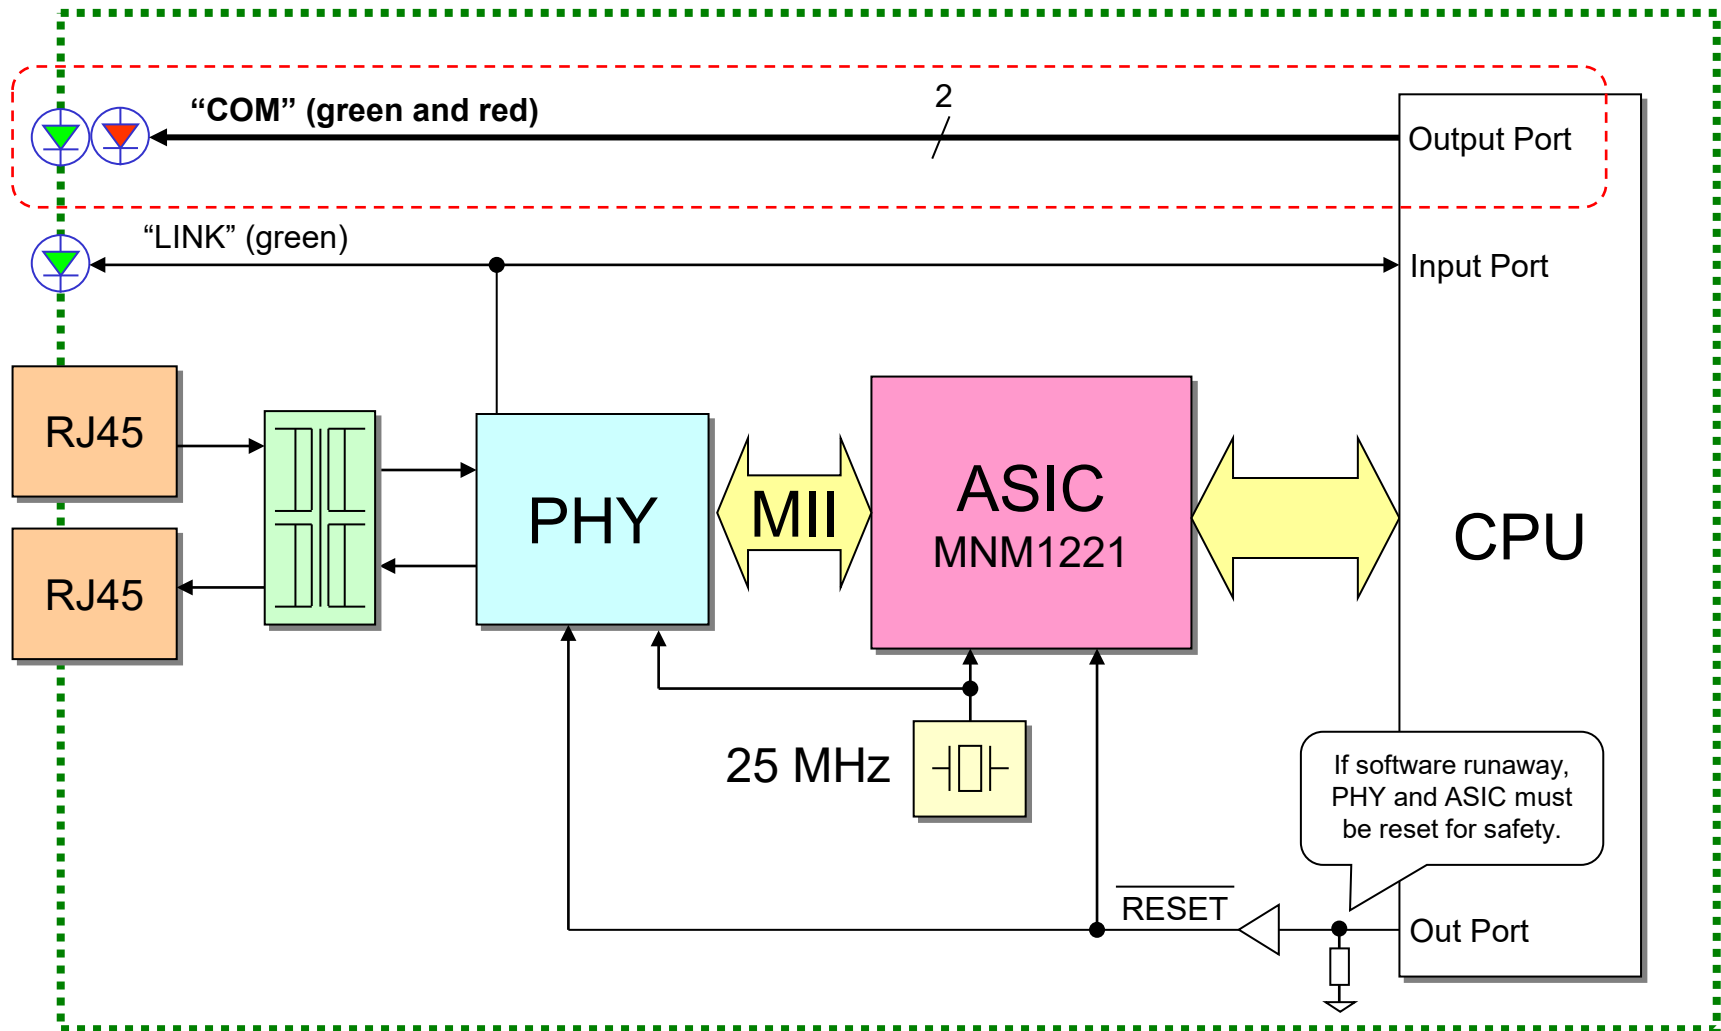 2
“COM” (green and red)
Output Port
“LINK” (green)
Input Port
RJ45
RJ45
PHY
MII
ASIC
MNM1221
CPU
25 MHz
If software runaway,
PHY and ASIC must
be reset for safety.
RESET
Out Port